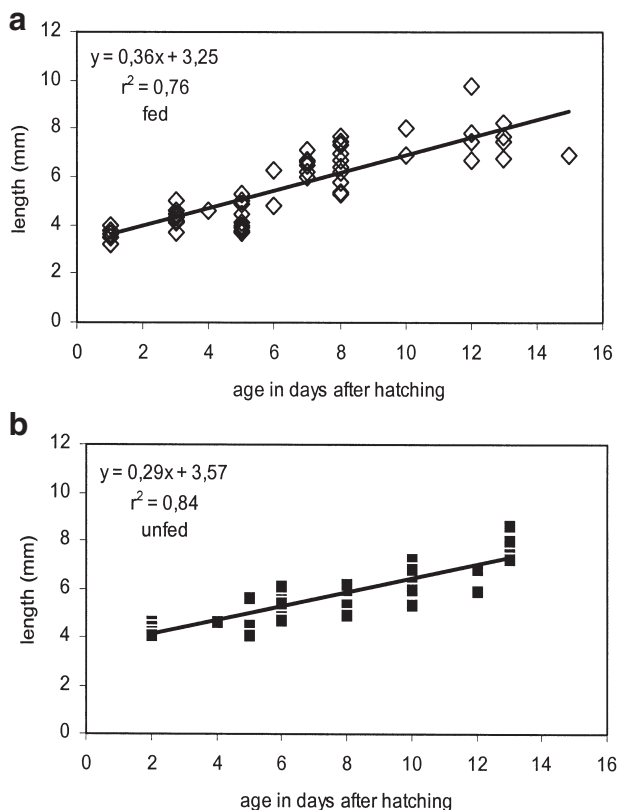 a
12
y = 0,36x + 3,25
10
r² = 0,76
fed
8
length (mm)
6
4
2
0
0 2 4 6 8 10 12 14 16
age in days after hatching
b
12
y = 0,29x + 3,57
10
r² = 0,84
unfed
8
length (mm)
6
4
2
0
0 2 4 6 8 10 12 14 16
age in days after hatching